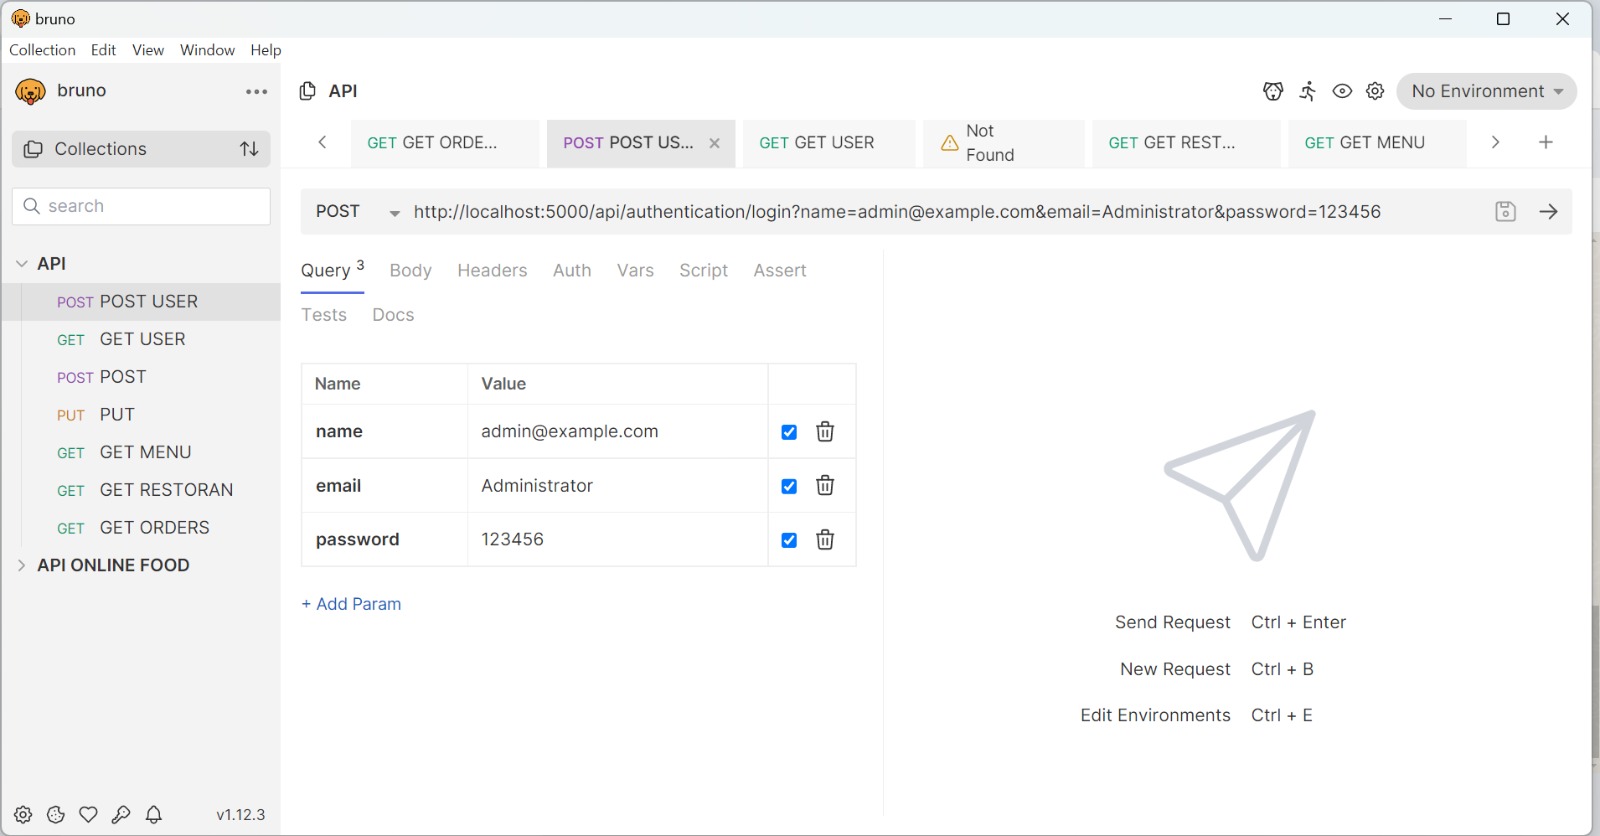 bruno
Collection Edit View Window Help
bruno
Collections
search
API
POST POST USER
GET GET USER
POST POST
PUT PUT
GET GET MENU
GET GET RESTORAN
GET GET ORDERS
API ONLINE FOOD
v1.12.3
API
No Environment
GET GET ORDE...
POST POST US...
GET GET USER
Not
Found
GET GET REST...
GET GET MENU
POST http://localhost:5000/api/authentication/login?name=admin@example.com&email=Administrator&password=123456
Query 3 Body Headers Auth Vars Script Assert
Tests Docs
Name Value
name admin@example.com
email Administrator
password 123456
+ Add Param
Send Request Ctrl + Enter
New Request Ctrl + B
Edit Environments Ctrl + E